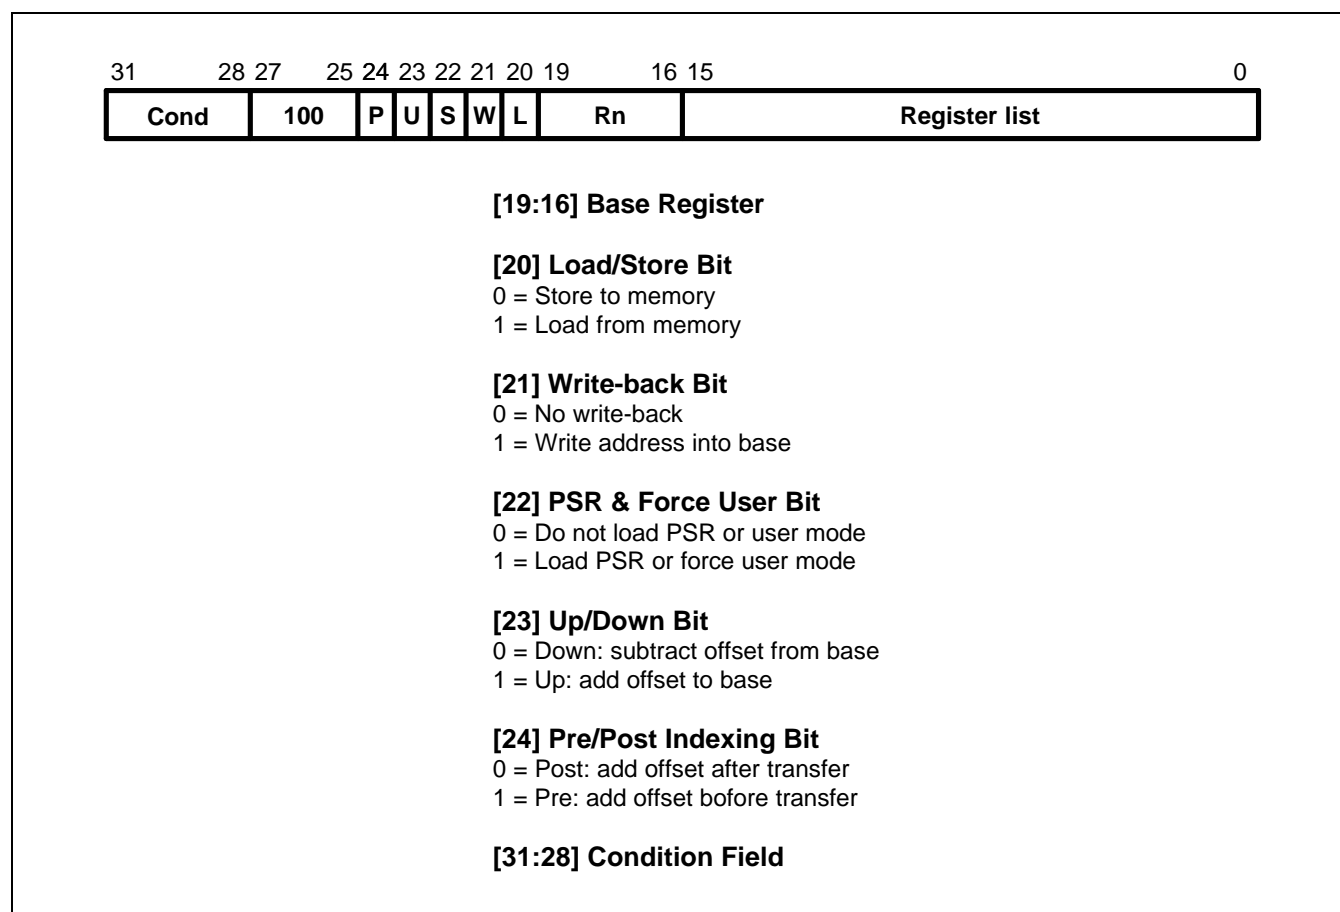 31 28 27 25 24 23 22 21 20 19 16 15 0
Cond 100 P U S W L Rn Register list
[19:16] Base Register
[20] Load/Store Bit
0 = Store to memory
1 = Load from memory
[21] Write-back Bit
0 = No write-back
1 = Write address into base
[22] PSR & Force User Bit
0 = Do not load PSR or user mode
1 = Load PSR or force user mode
[23] Up/Down Bit
0 = Down: subtract offset from base
1 = Up: add offset to base
[24] Pre/Post Indexing Bit
0 = Post: add offset after transfer
1 = Pre: add offset bofore transfer
[31:28] Condition Field